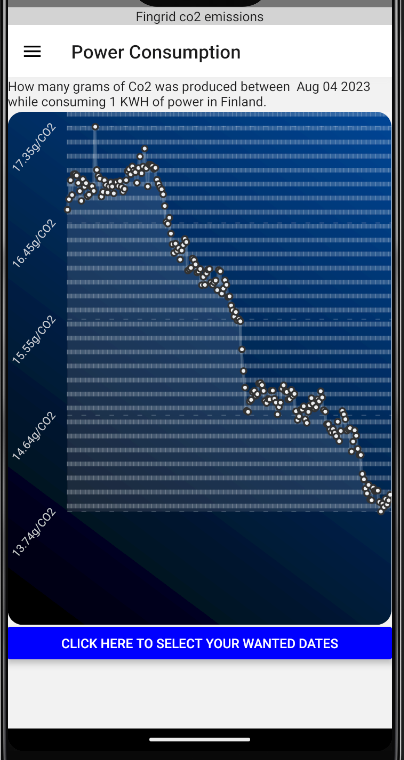 Fingrid co2 emissions
Power Consumption
How many grams of Co2 was produced between  Aug 04 2023
while consuming 1 KWH of power in Finland.
17.35g/CO2
16.45g/CO2
15.55g/CO2
14.64g/CO2
13.74g/CO2
CLICK HERE TO SELECT YOUR WANTED DATES